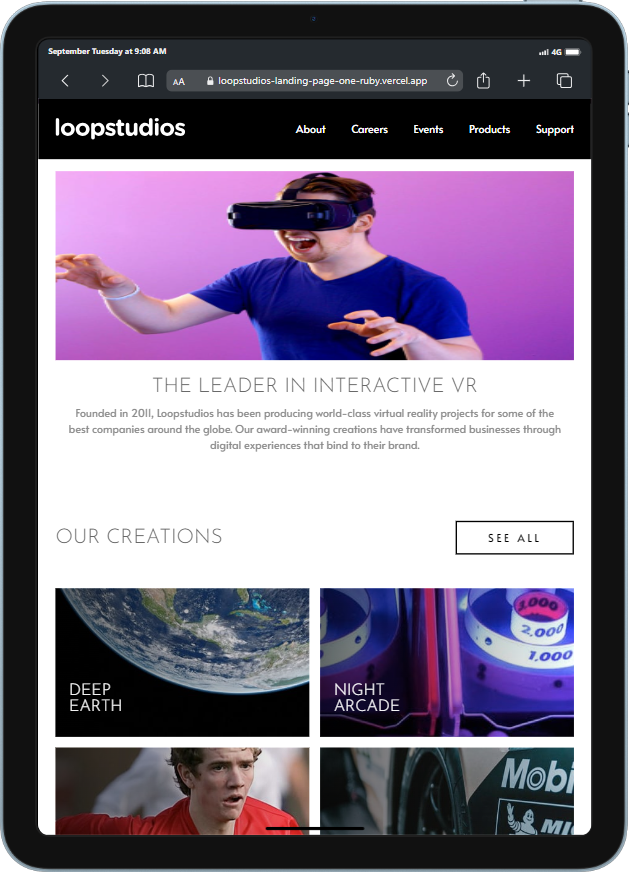 September Tuesday at 9:08 AM
4G
AA
loopstudios-landing-page-one-ruby.vercel.app
loopstudios
About Careers Events Products Support
THE LEADER IN INTERACTIVE VR
Founded in 2011, Loopstudios has been producing world-class virtual reality projects for some of the
best companies around the globe. Our award-winning creations have transformed businesses through
digital experiences that bind to their brand.
OUR CREATIONS
SEE ALL
DEEP
EARTH
3,000
2,000
1,000
NIGHT
ARCADE
Mobi
MI